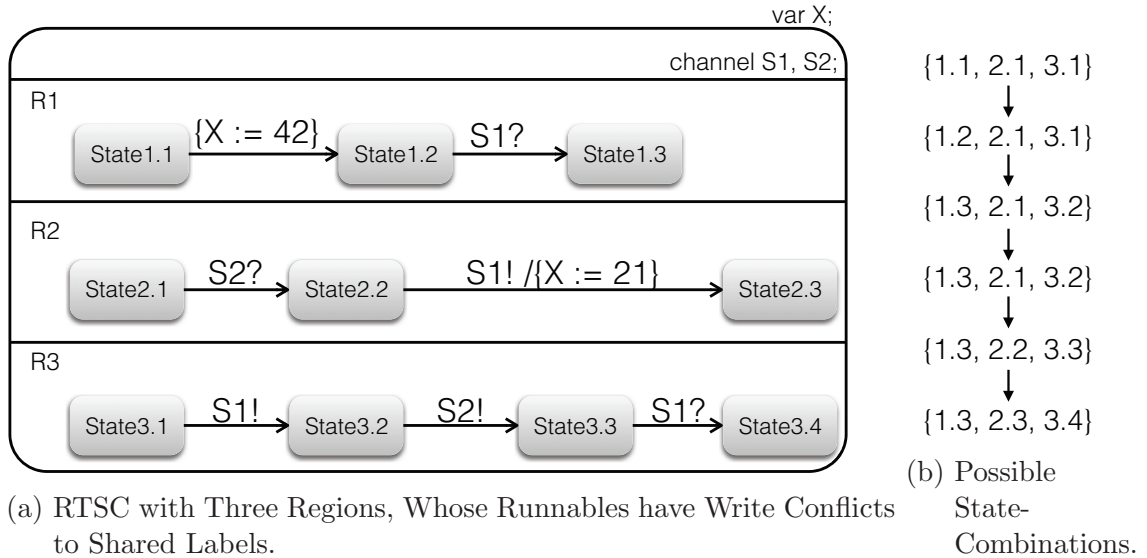 var X;
channel S1, S2;
R1
State1.1
{X := 42}
State1.2
S1?
State1.3
R2
State2.1
S2?
State2.2
S1! /{X := 21}
State2.3
R3
State3.1
S1!
State3.2
S2!
State3.3
S1?
State3.4
(a) RTSC with Three Regions, Whose Runnables have Write Conflicts
to Shared Labels.
{1.1, 2.1, 3.1}
{1.2, 2.1, 3.1}
{1.3, 2.1, 3.2}
{1.3, 2.1, 3.2}
{1.3, 2.2, 3.3}
{1.3, 2.3, 3.4}
(b) Possible
State-
Combinations.